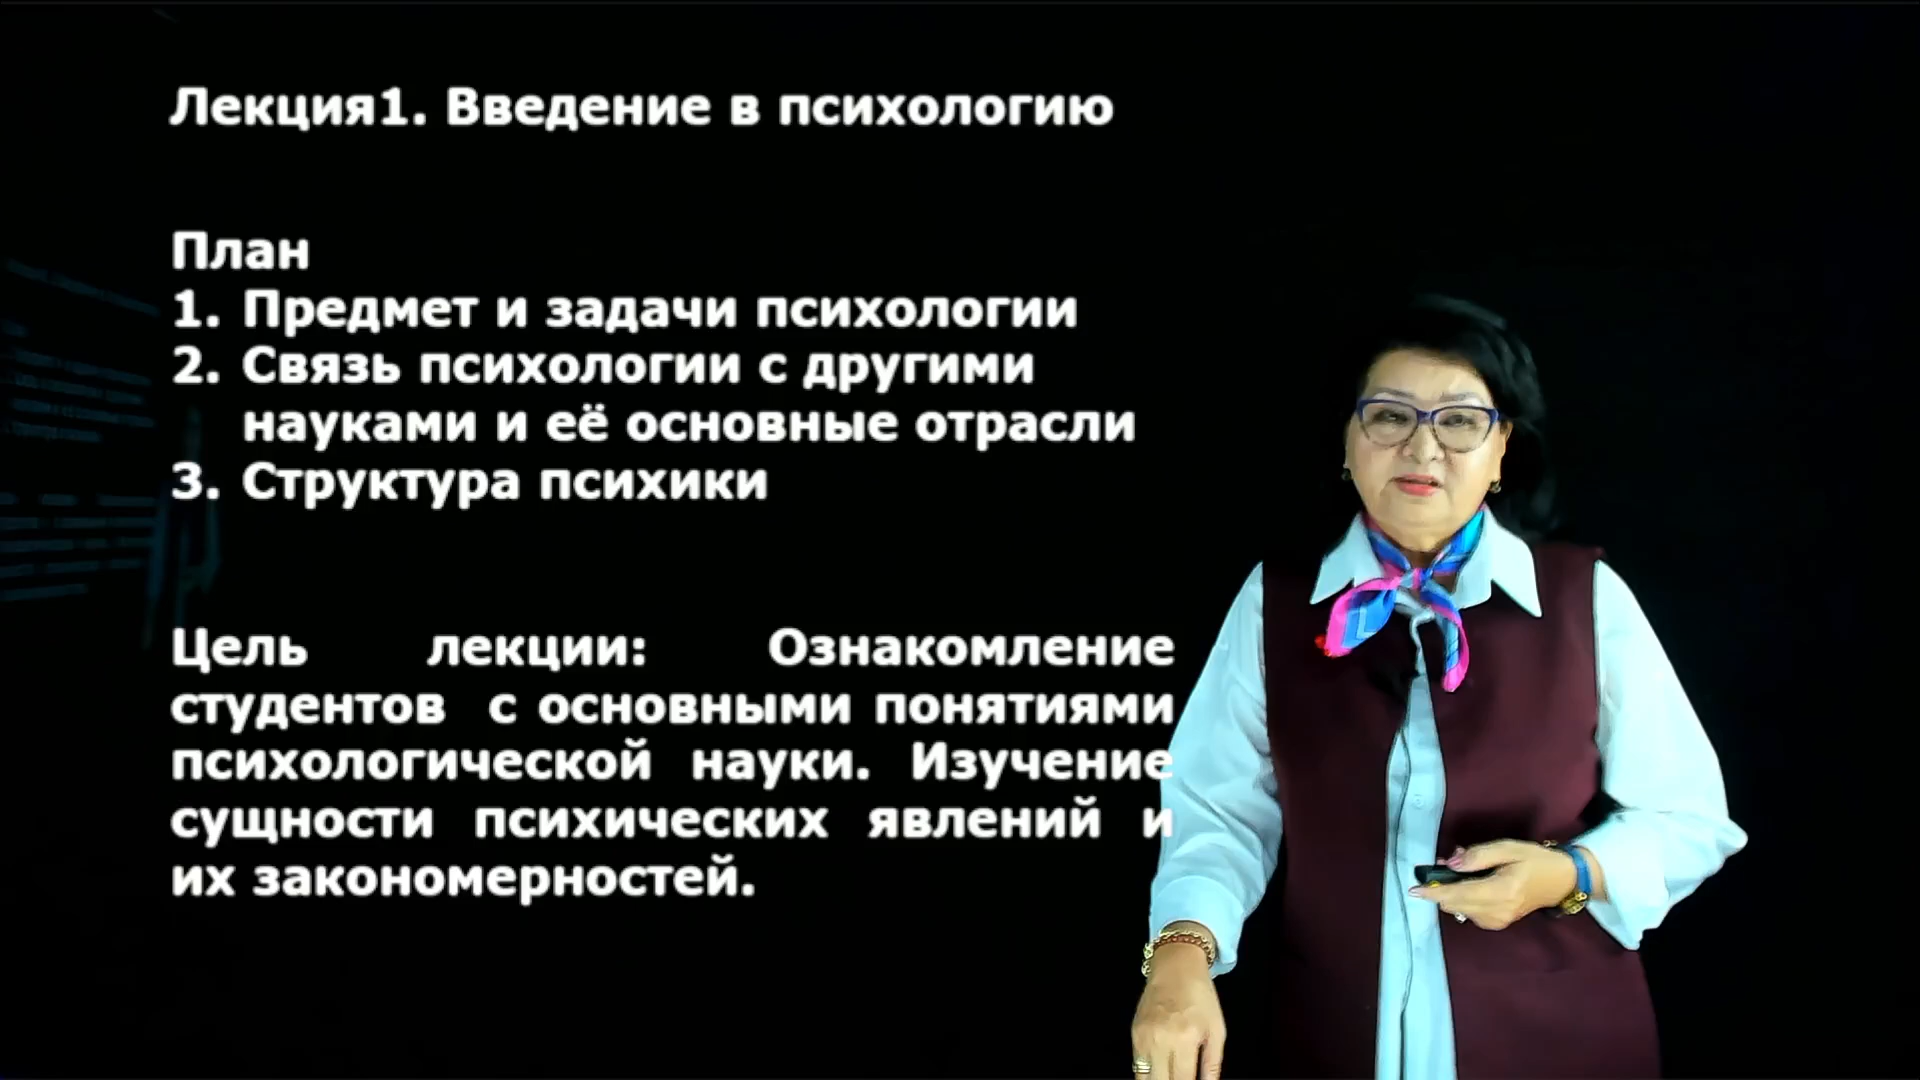 Лекция1. Введение в психологию
План
1. Предмет и задачи психологии
2. Связь психологии с другими
науками и её основные отрасли
3. Структура психики
Цель лекции: Ознакомление
студентов с основными понятиями
психологической науки. Изучение
сущности психических явлений и
их закономерностей.